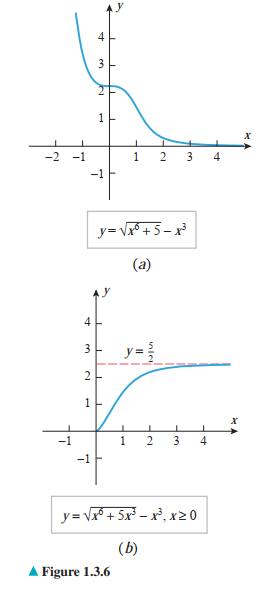 y
4
3
2
1
x
−2 −1 1 2 3 4
−1
y = √x⁶ + 5 − x³
(a)
y
4
3
y = 5/2
2
1
x
−1 1 2 3 4
−1
y = √x⁶ + 5x³ − x³, x ≥ 0
(b)
▲ Figure 1.3.6